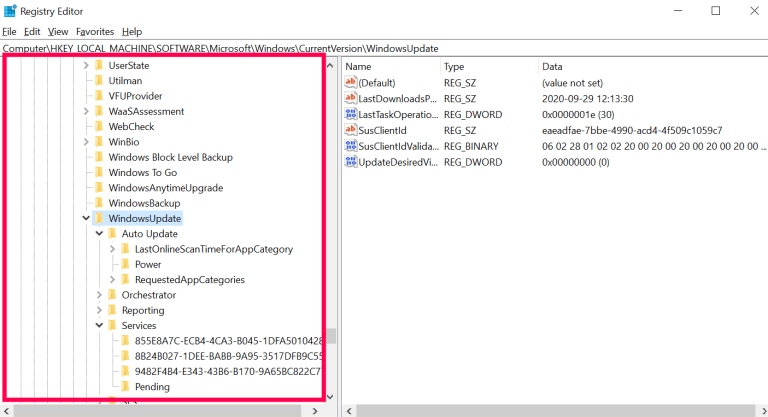 Registry Editor
File Edit View Favorites Help
Computer\HKEY_LOCAL_MACHINE\SOFTWARE\Microsoft\Windows\CurrentVersion\WindowsUpdate
UserState
Utilman
VFUProvider
WaaSAssessment
WebCheck
WinBio
Windows Block Level Backup
Windows To Go
WindowsAnytimeUpgrade
WindowsBackup
WindowsUpdate
Auto Update
LastOnlineScanTimeForAppCategory
Power
RequestedAppCategories
Orchestrator
Reporting
Services
855E8A7C-ECB4-4CA3-B045-1DFA5010428
8B24B027-1DEE-BABB-9A95-3517DFB9C55
9482F4B4-E343-43B6-B170-9A65BC822C7
Pending
Name Type Data
(Default) REG_SZ (value not set)
LastDownloadsP... REG_SZ 2020-09-29 12:13:30
LastTaskOperatio... REG_DWORD 0x0000001e (30)
SusClientId REG_SZ eaeadfae-7bbe-4990-acd4-4f509c1059c7
SusClientIdValida... REG_BINARY 06 02 28 01 02 02 20 00 20 00 20 00 20 00 20 00 ...
UpdateDesiredVi... REG_DWORD 0x00000000 (0)